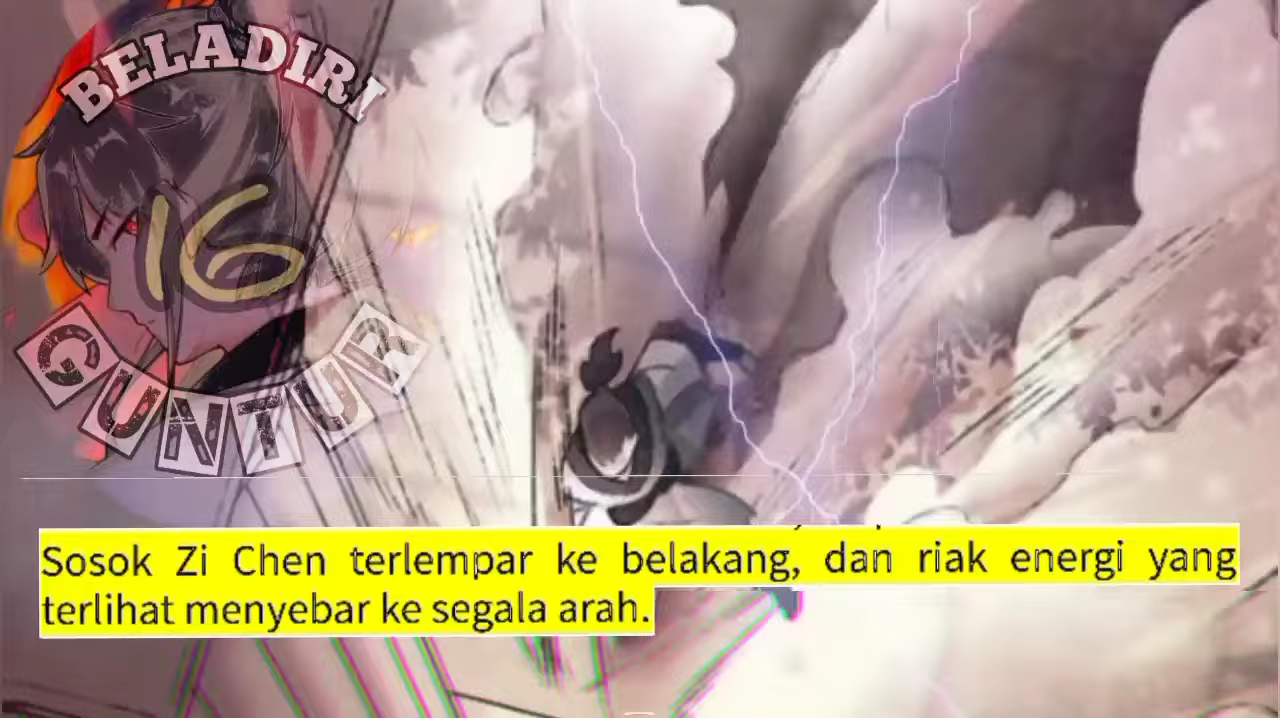 BELADIRI
16
GUNTUR
Sosok Zi Chen terlempar ke belakang, dan riak energi yang
terlihat menyebar ke segala arah.